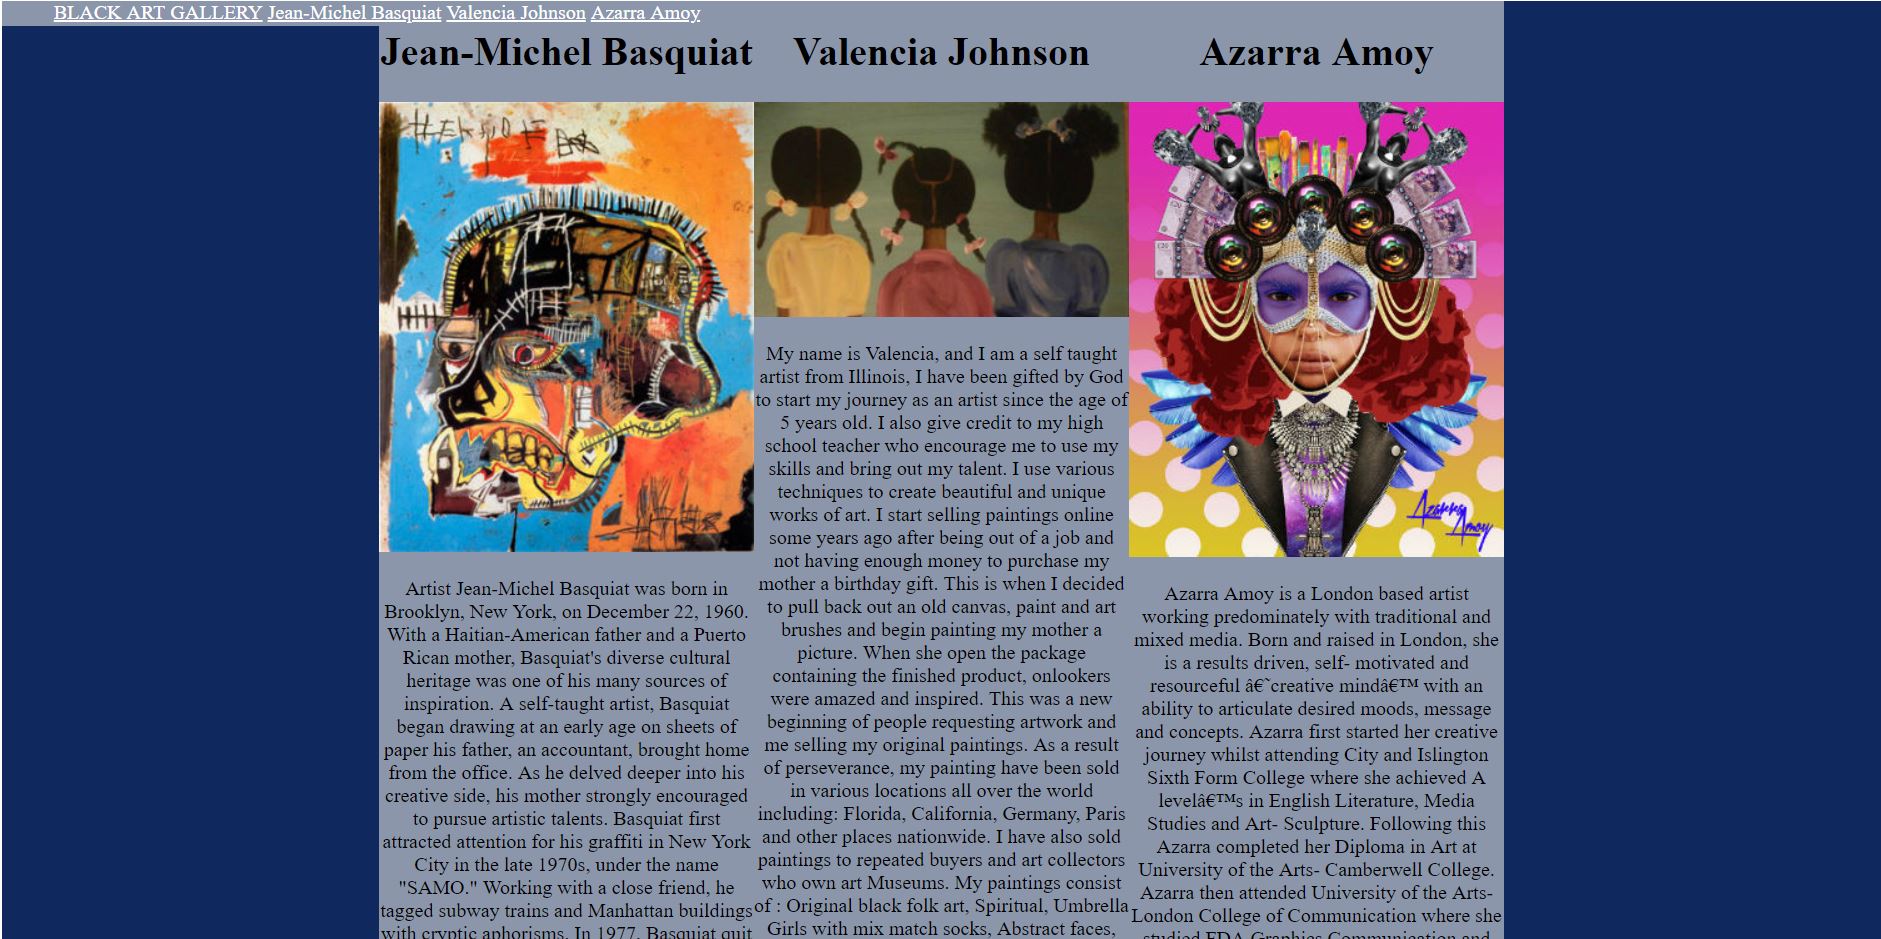 BLACK ART GALLERY Jean-Michel Basquiat Valencia Johnson Azarra Amoy
Jean-Michel Basquiat
Artist Jean-Michel Basquiat was born in
Brooklyn, New York, on December 22, 1960.
With a Haitian-American father and a Puerto
Rican mother, Basquiat's diverse cultural
heritage was one of his many sources of
inspiration. A self-taught artist, Basquiat
began drawing at an early age on sheets of
paper his father, an accountant, brought home
from the office. As he delved deeper into his
creative side, his mother strongly encouraged
to pursue artistic talents. Basquiat first
attracted attention for his graffiti in New York
City in the late 1970s, under the name
"SAMO." Working with a close friend, he
tagged subway trains and Manhattan buildings
with cryptic aphorisms. In 1977, Basquiat quit
Valencia Johnson
My name is Valencia, and I am a self taught
artist from Illinois, I have been gifted by God
to start my journey as an artist since the age of
5 years old. I also give credit to my high
school teacher who encourage me to use my
skills and bring out my talent. I use various
techniques to create beautiful and unique
works of art. I start selling paintings online
some years ago after being out of a job and
not having enough money to purchase my
mother a birthday gift. This is when I decided
to pull back out an old canvas, paint and art
brushes and begin painting my mother a
picture. When she open the package
containing the finished product, onlookers
were amazed and inspired. This was a new
beginning of people requesting artwork and
me selling my original paintings. As a result
of perseverance, my painting have been sold
in various locations all over the world
including: Florida, California, Germany, Paris
and other places nationwide. I have also sold
paintings to repeated buyers and art collectors
who own art Museums. My paintings consist
of : Original black folk art, Spiritual, Umbrella
Girls with mix match socks, Abstract faces,
Azarra Amoy
£20
Azarra
Amoy
Azarra Amoy is a London based artist
working predominately with traditional and
mixed media. Born and raised in London, she
is a results driven, self- motivated and
resourceful â€˜creative mindâ€™ with an
ability to articulate desired moods, message
and concepts. Azarra first started her creative
journey whilst attending City and Islington
Sixth Form College where she achieved A
levelâ€™s in English Literature, Media
Studies and Art- Sculpture. Following this
Azarra completed her Diploma in Art at
University of the Arts- Camberwell College.
Azarra then attended University of the Arts-
London College of Communication where she
studied FDA Graphics Communication and